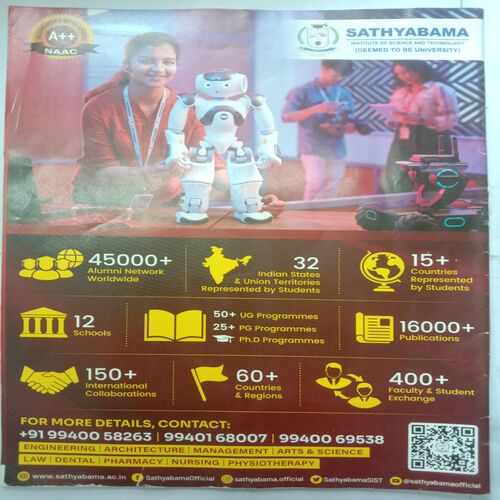 A++
NAAC
SATHYABAMA
INSTITUTE OF SCIENCE AND TECHNOLOGY
(DEEMED TO BE UNIVERSITY)
45000+
Alumni Network
Worldwide
32
Indian States
& Union Territories
Represented by Students
15+
Countries
Represented
by Students
12
Schools
50+ UG Programmes
25+ PG Programmes
Ph.D Programmes
16000+
Publications
150+
International
Collaborations
60+
Countries
& Regions
400+
Faculty & Student
Exchange
FOR MORE DETAILS, CONTACT:
+91 99400 58263 | 99401 68007 | 99400 69538
ENGINEERING | ARCHITECTURE | MANAGEMENT | ARTS & SCIENCE
LAW | DENTAL | PHARMACY | NURSING | PHYSIOTHERAPY
www.sathyabama.ac.in SathyabamaOfficial sathyabama.official SathyabamaSIST @sathyabamaofficial